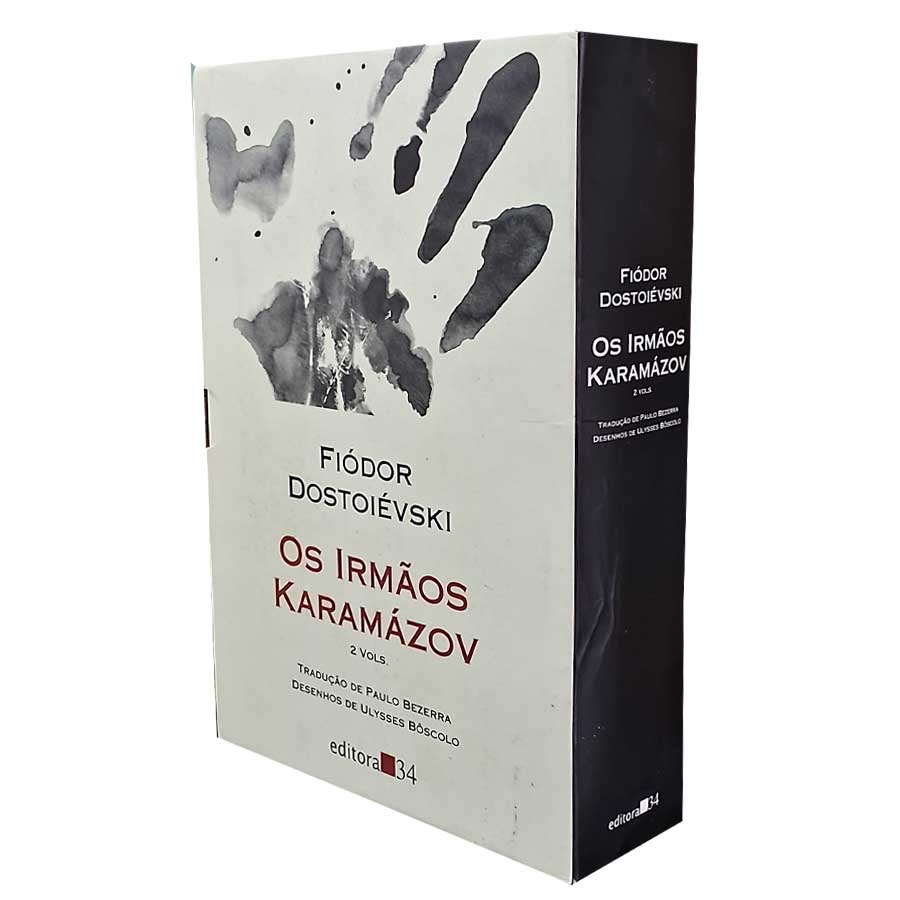 FIÓDOR
DOSTOIÉVSKI
OS IRMÃOS
KARAMÁZOV
2 VOLS.
TRADUÇÃO DE PAULO BEZERRA
DESENHOS DE ULYSSES BÔSCOLO
editora 34
FIÓDOR
DOSTOIÉVSKI
OS IRMÃOS
KARAMÁZOV
2 VOLS.
TRADUÇÃO DE PAULO BEZERRA
DESENHOS DE ULYSSES BÔSCOLO
editora 34